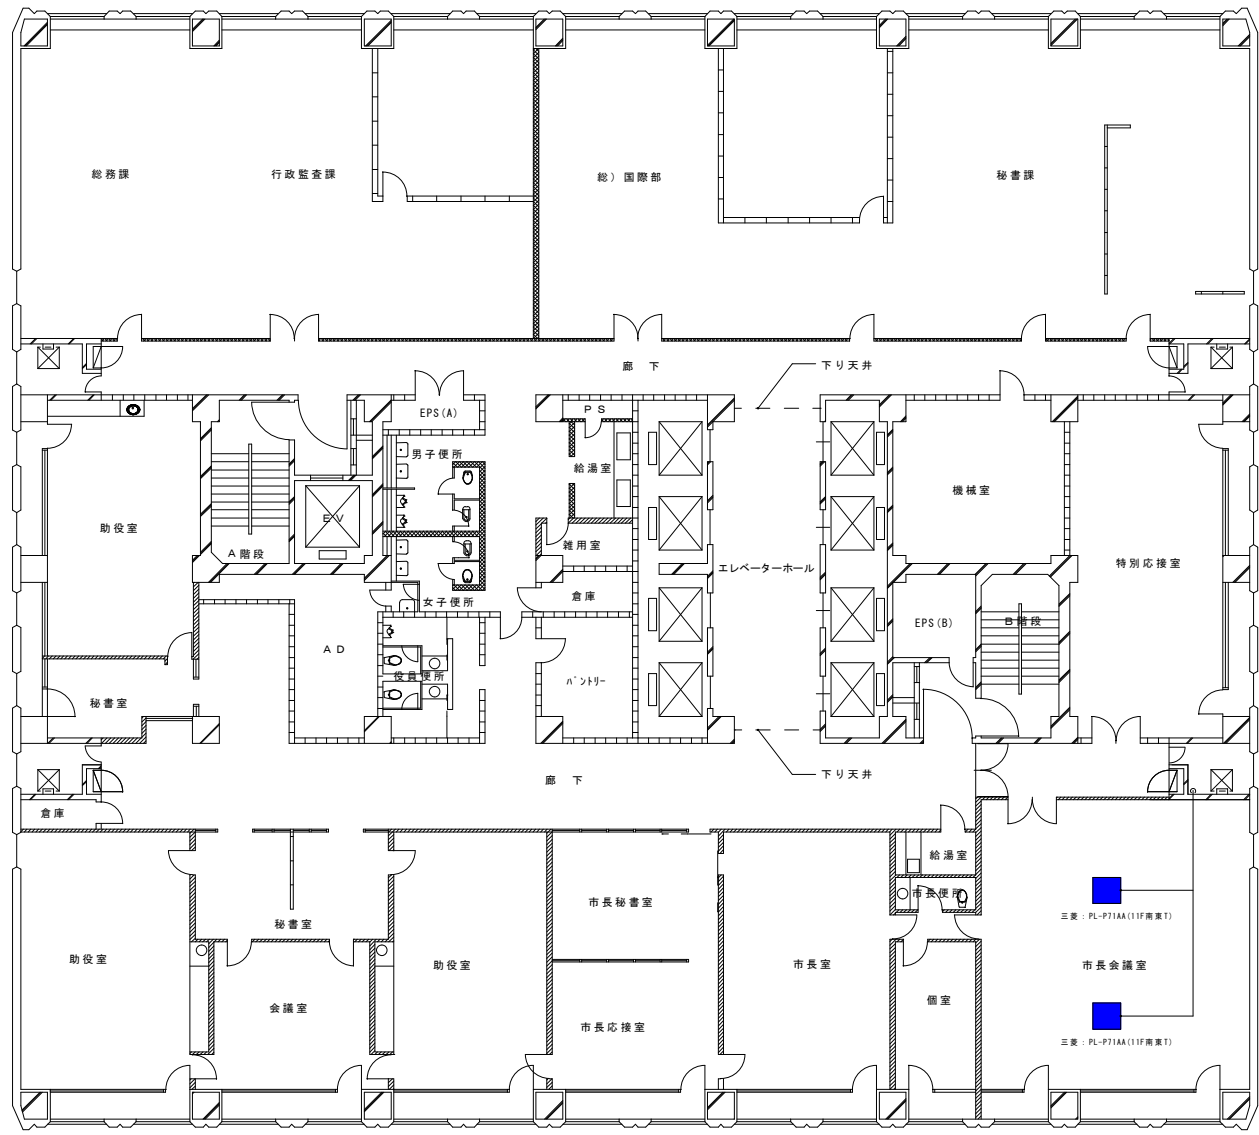 総務課
行政監査課
総）国際部
秘書課
廊 下
下り天井
EPS(A)
PS
男子便所
給湯室
機械室
EV
助役室
A階段
雑用室
エレベーターホール
特別応接室
女子便所
倉庫
EPS(B)
B階段
AD
役員便所
パントリー
秘書室
廊 下
下り天井
倉庫
給湯室
市長便所
市長秘書室
三菱：PL-P71AA(11F南東T)
秘書室
助役室
助役室
市長室
市長会議室
会議室
個室
市長応接室
三菱：PL-P71AA(11F南東T)